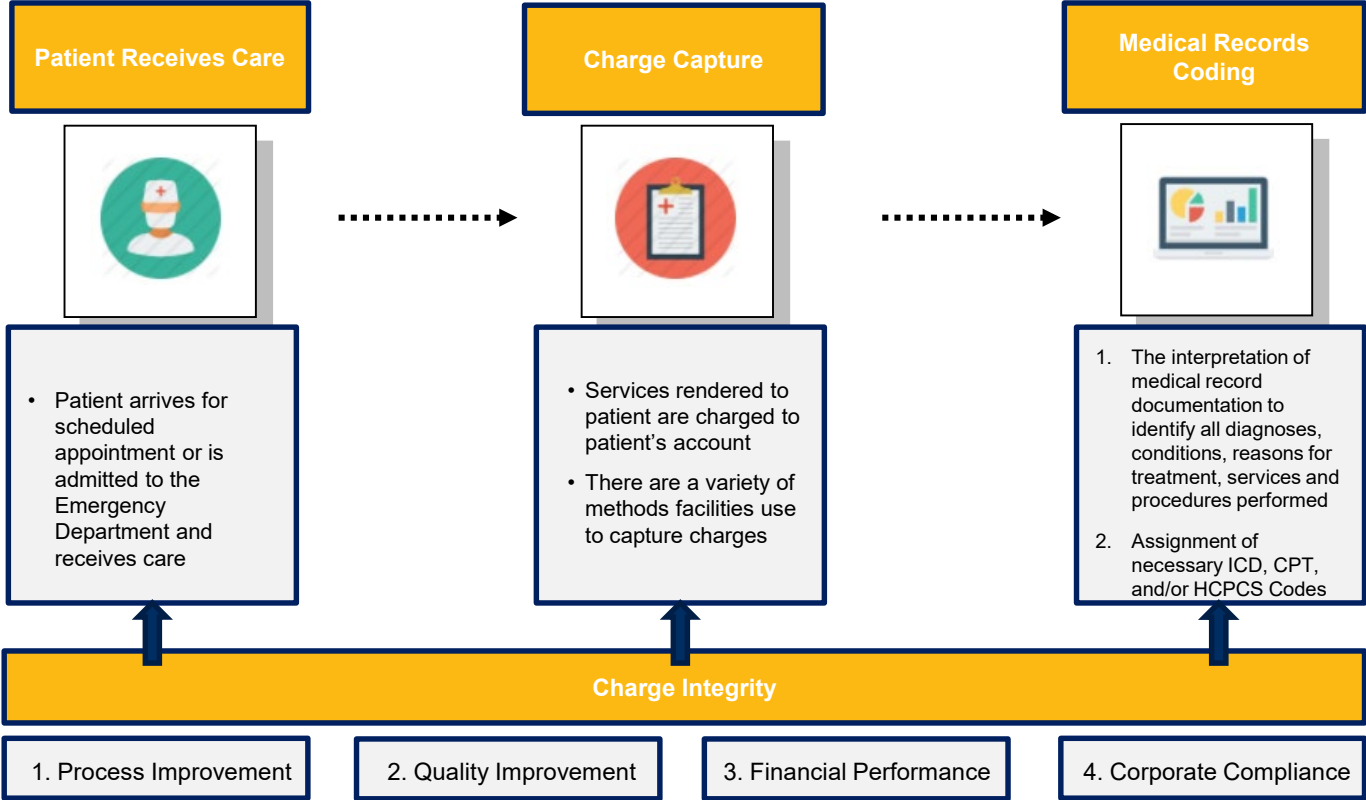 Patient Receives Care
Charge Capture
Medical Records
Coding
• Patient arrives for
scheduled
appointment or is
admitted to the
Emergency
Department and
receives care
• Services rendered to
patient are charged to
patient’s account
• There are a variety of
methods facilities use
to capture charges
1. The interpretation of
medical record
documentation to
identify all diagnoses,
conditions, reasons for
treatment, services and
procedures performed
2. Assignment of
necessary ICD, CPT,
and/or HCPCS Codes
Charge Integrity
1. Process Improvement
2. Quality Improvement
3. Financial Performance
4. Corporate Compliance